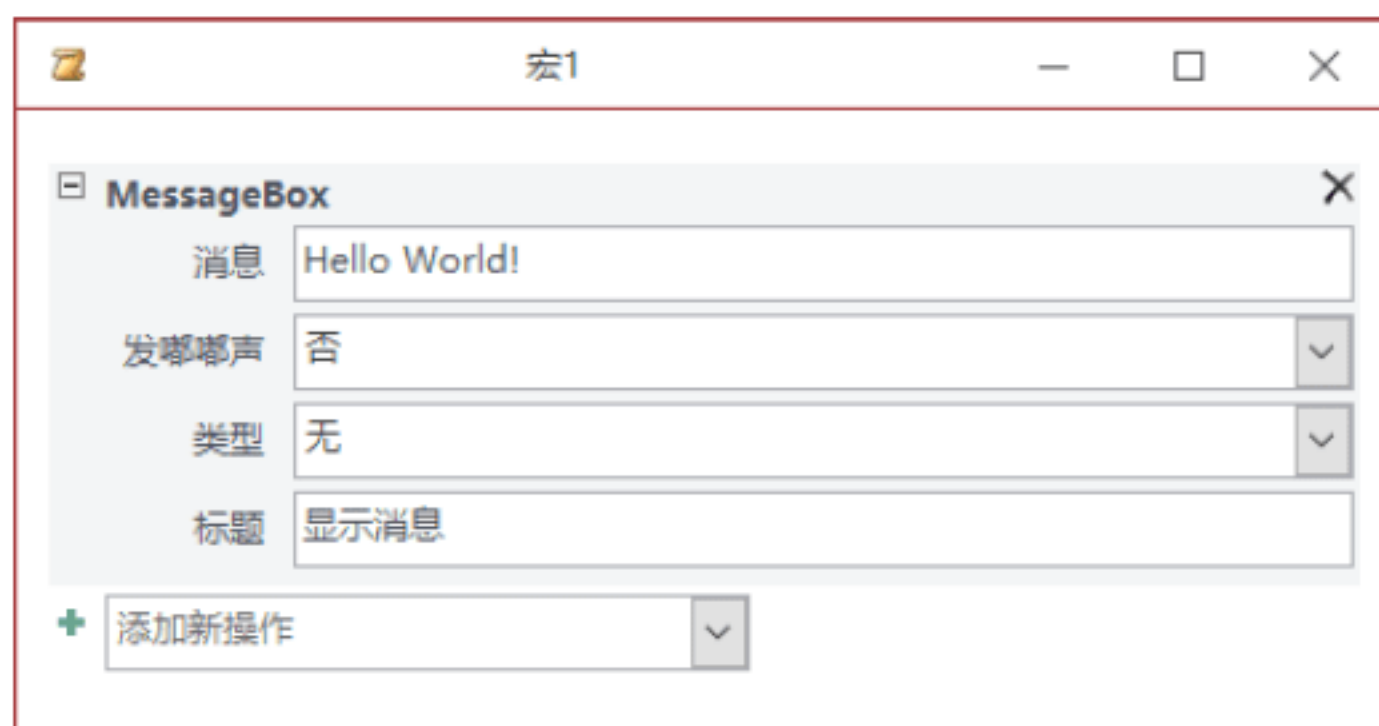 宏1
MessageBox
消息 Hello World!
发嘟嘟声 否
类型 无
标题 显示消息
添加新操作